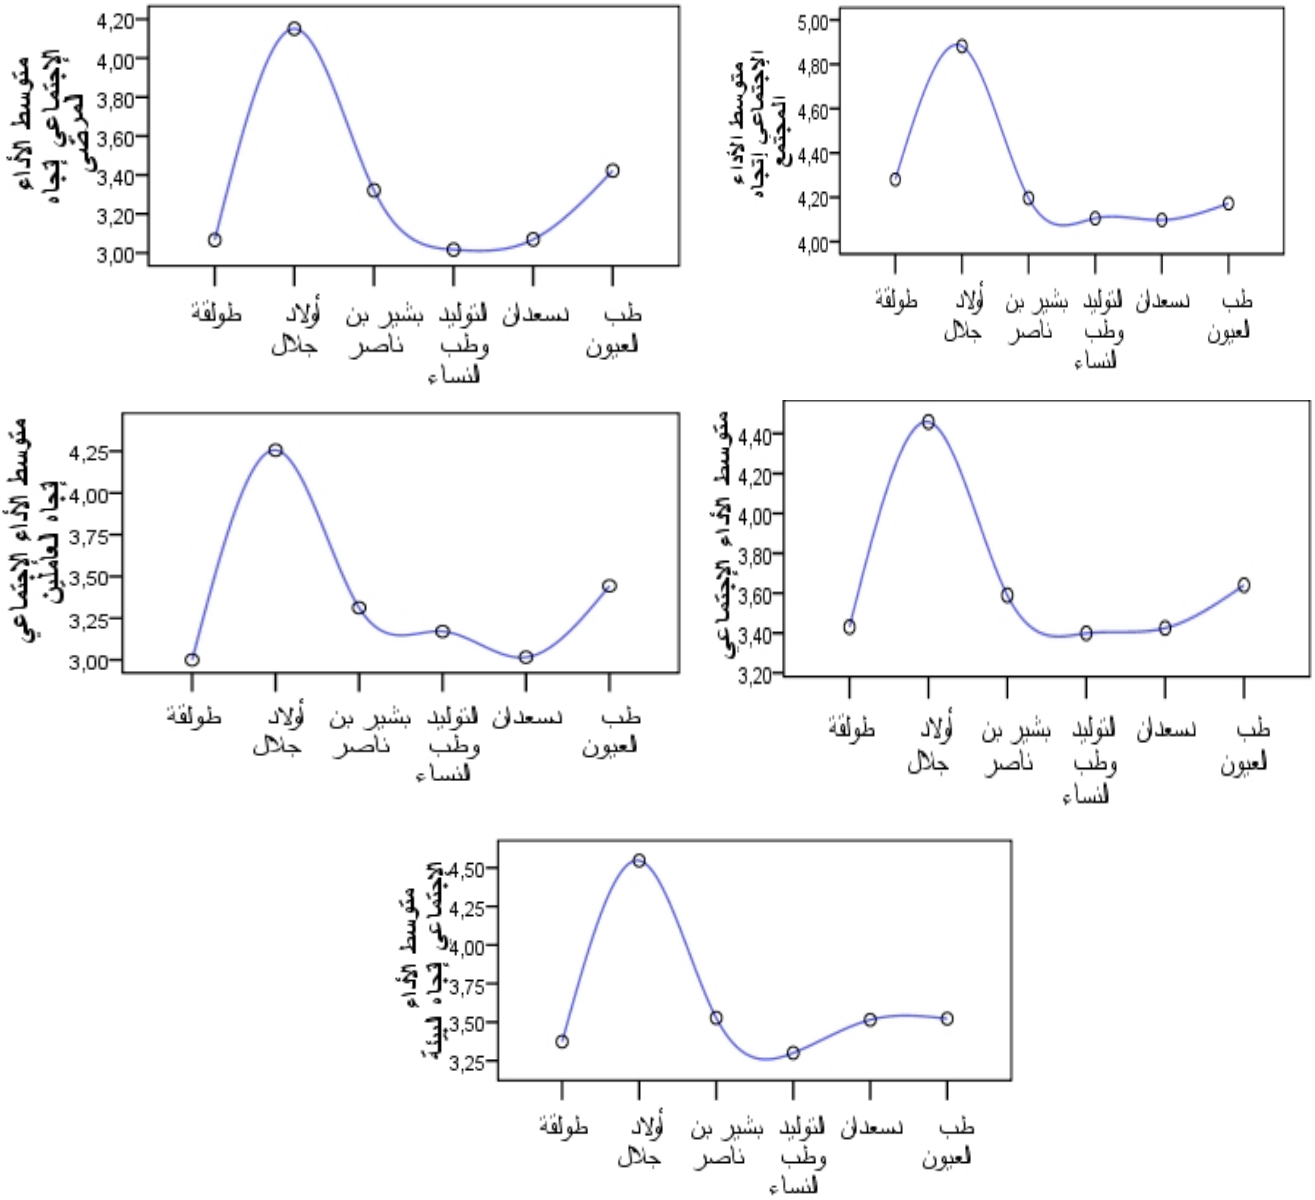 متوسط الأداء
الإجتماعي إتجاه
المرضى
4,20
4,00
3,80
3,60
3,40
3,20
3,00
طولقة
أولاد
جلال
بشير بن
ناصر
التوليد
وطب
النساء
سعدان
طب
العيون
متوسط الأداء
الإجتماعي إتجاه
المجتمع
5,00
4,80
4,60
4,40
4,20
4,00
طولقة
أولاد
جلال
بشير بن
ناصر
التوليد
وطب
النساء
سعدان
طب
العيون
متوسط الأداء الإجتماعي
إتجاه العاملين
4,25
4,00
3,75
3,50
3,25
3,00
طولقة
أولاد
جلال
بشير بن
ناصر
التوليد
وطب
النساء
سعدان
طب
العيون
متوسط الأداء الإجتماعي
4,40
4,20
4,00
3,80
3,60
3,40
3,20
طولقة
أولاد
جلال
بشير بن
ناصر
التوليد
وطب
النساء
سعدان
طب
العيون
متوسط الأداء
الإجتماعي إتجاه البيئة
4,50
4,25
4,00
3,75
3,50
3,25
طولقة
أولاد
جلال
بشير بن
ناصر
التوليد
وطب
النساء
سعدان
طب
العيون